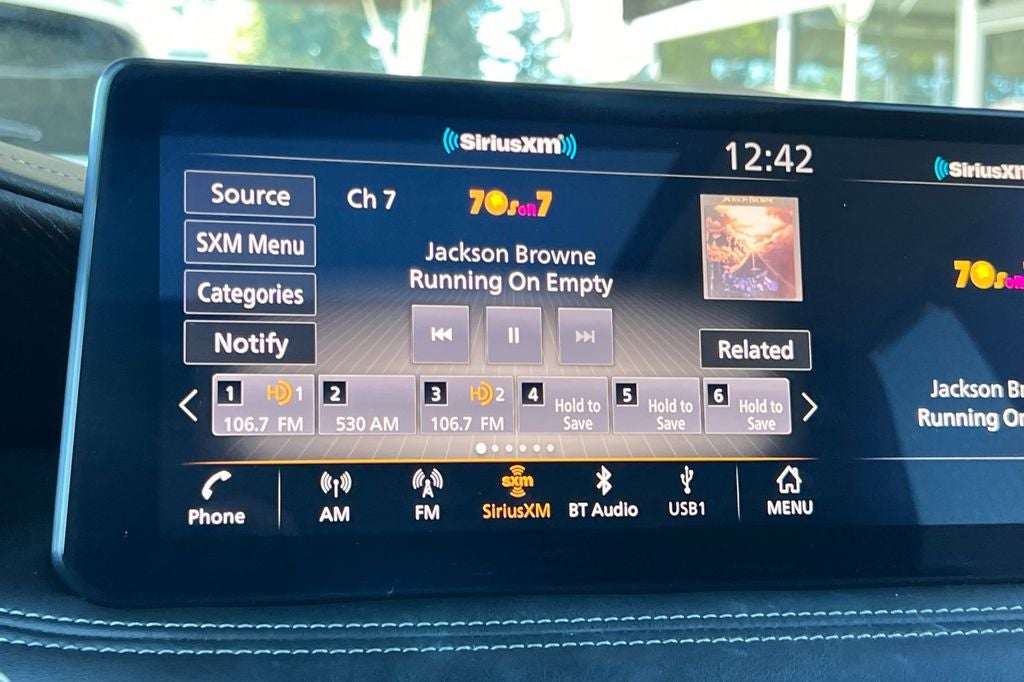 SiriusXM
12:42
SiriusXM
Source
Ch 7
70s on 7
SXM Menu
Jackson Browne
Running On Empty
JACKSON BROWNE
Categories
Notify
Related
1 HD 1
106.7 FM
2
530 AM
3 HD 2
106.7 FM
4
Hold to
Save
5
Hold to
Save
6
Hold to
Save
Phone
AM
FM
sxm
SiriusXM
BT Audio
USB1
MENU
70s on
Jackson Br
Running On